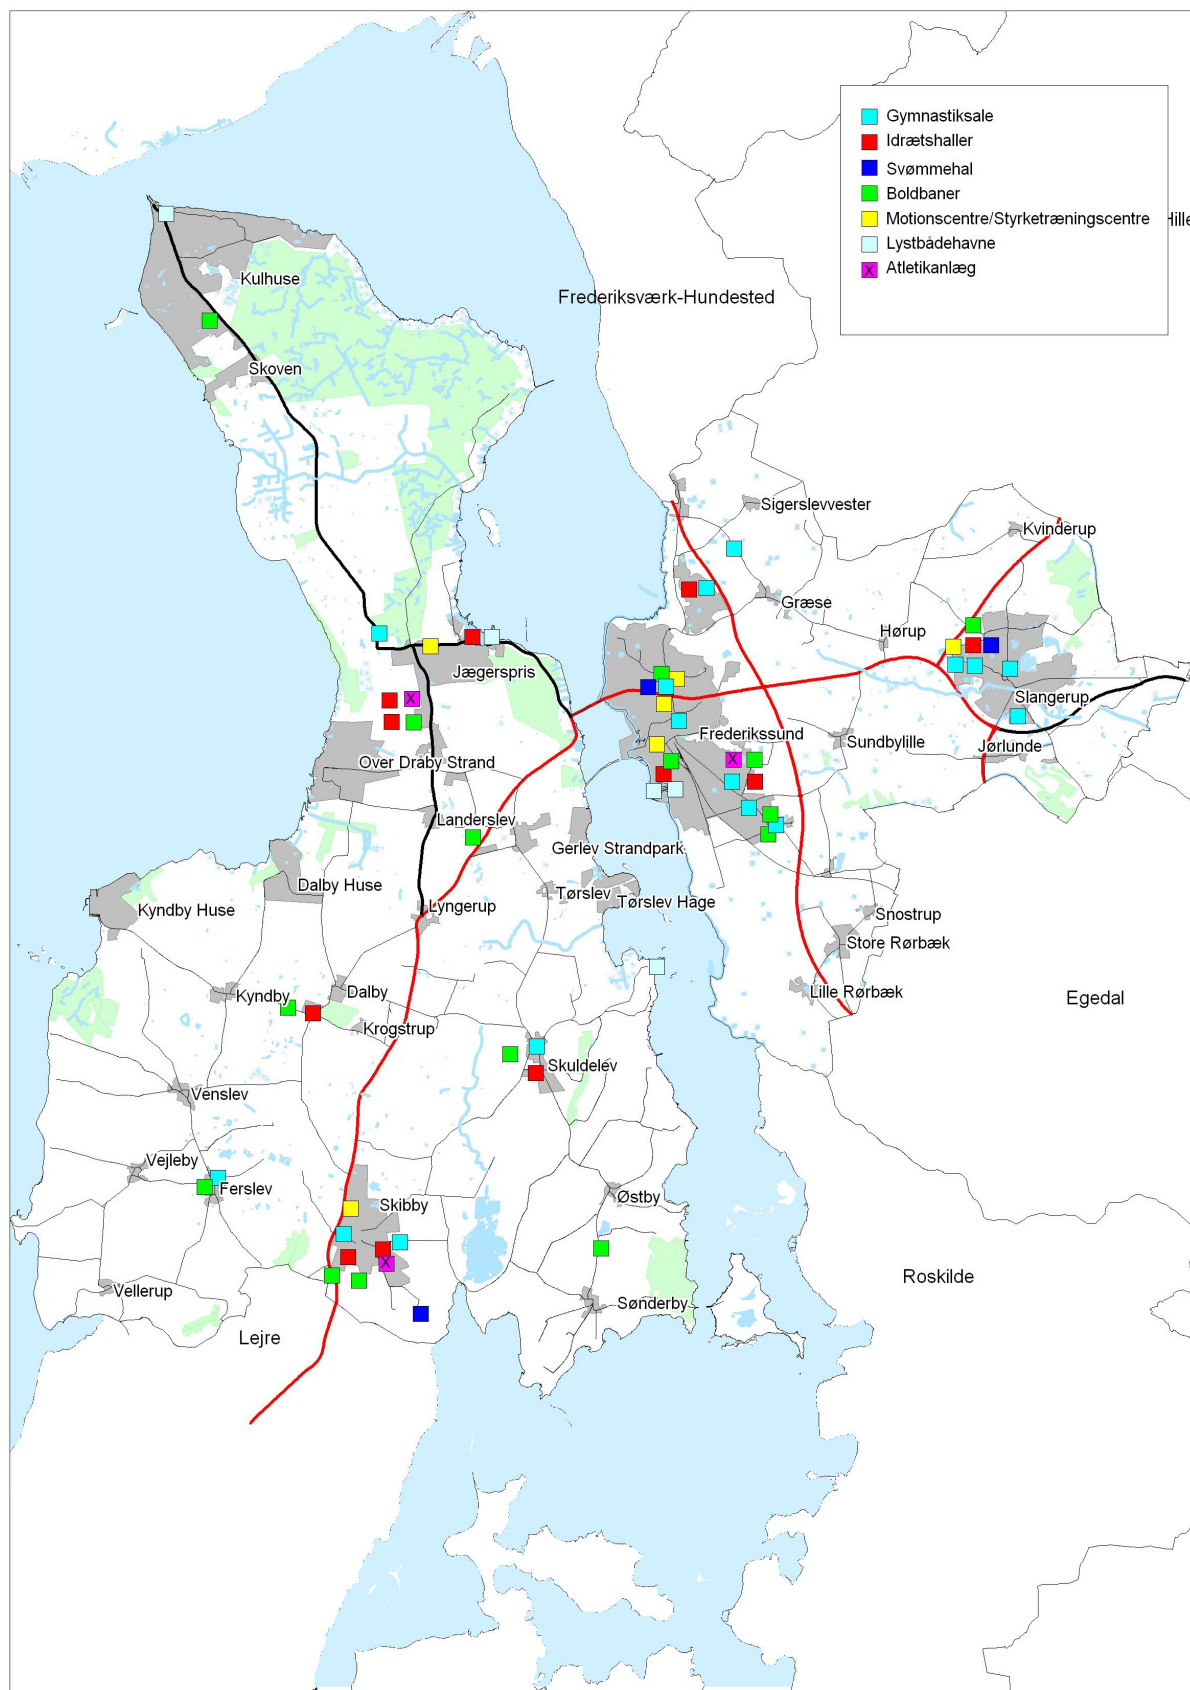 Gymnastiksale
Idrætshaller
Svømmehal
Boldbaner
Motionscentre/Styrketræningscentre
Hille
Lystbådehavne
X Atletikanlæg
Kulhuse
Frederiksværk-Hundested
Skoven
Sigerslevvester
Kvinderup
Græse
Hørup
Jægerspris
X
Slangerup
Frederikssund
Sundbylille
Jørlunde
Over Dråby Strand
X
Landerslev
Gerlev Strandpark
Dalby Huse
Tørslev
Tørslev Hage
Kyndby Huse
Lyngerup
Snostrup
Store Rørbæk
Kyndby
Dalby
Lille Rørbæk
Egedal
Krogstrup
Skuldelev
Venslev
Vejleby
Ferslev
Skibby
Østby
X
Roskilde
Vellerup
Sønderby
Lejre